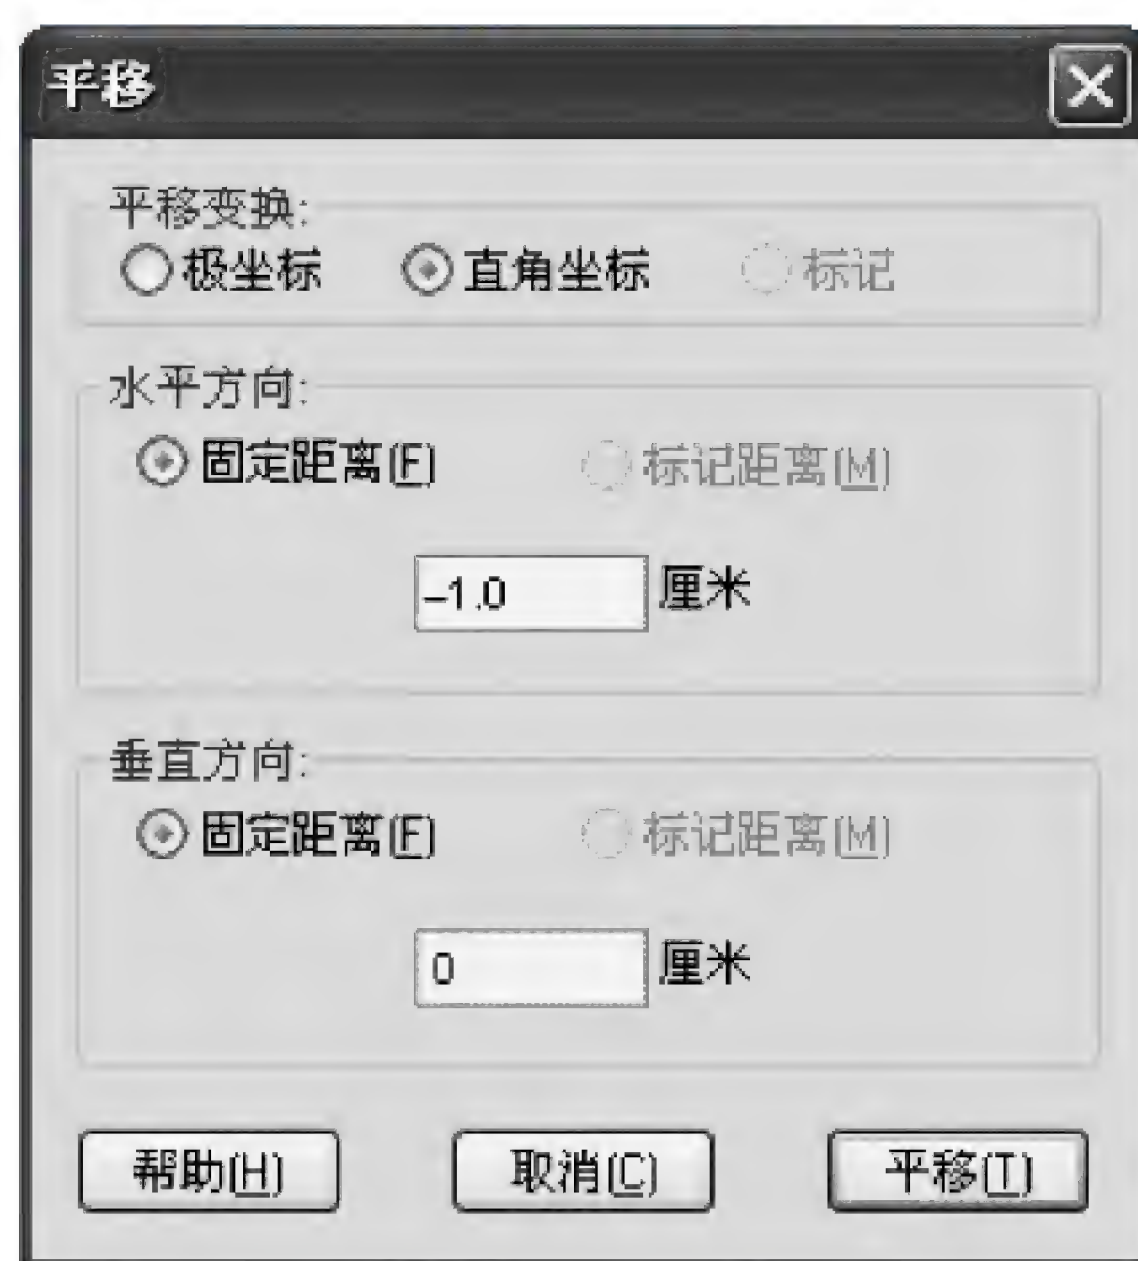 平移
平移变换:
极坐标 直角坐标 标记
水平方向:
固定距离(F) 标记距离(M)
–1.0 厘米
垂直方向:
固定距离(F) 标记距离(M)
0 厘米
帮助(H) 取消(C) 平移(T)